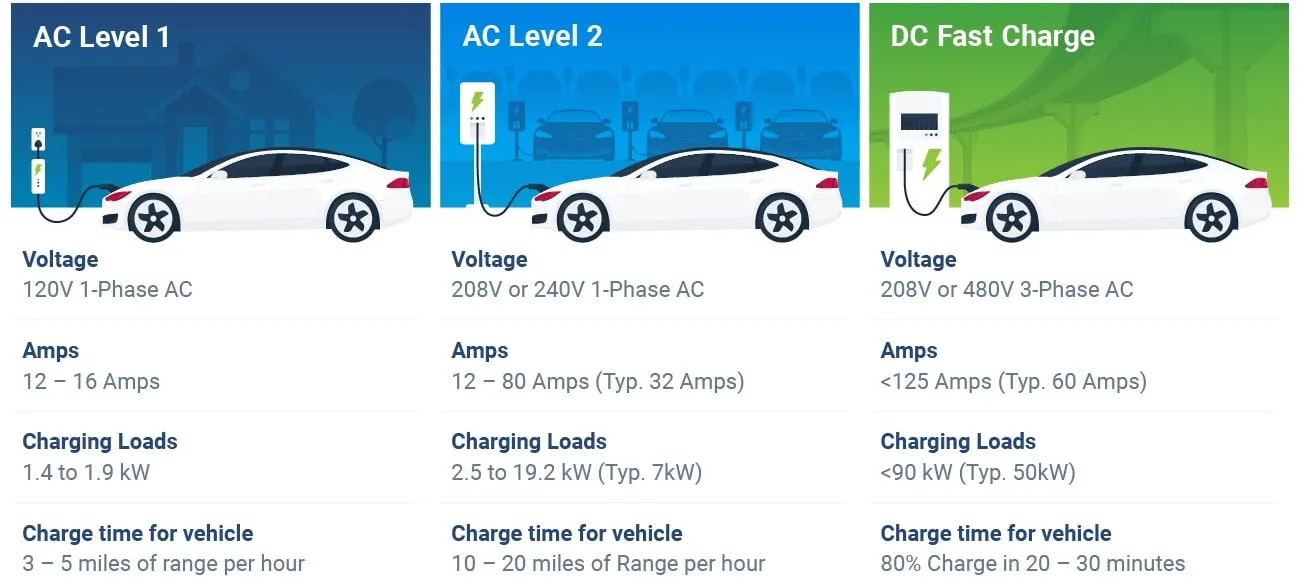 AC Level 1
Voltage
120V 1-Phase AC
Amps
12 – 16 Amps
Charging Loads
1.4 to 1.9 kW
Charge time for vehicle
3 – 5 miles of range per hour
AC Level 2
Voltage
208V or 240V 1-Phase AC
Amps
12 – 80 Amps (Typ. 32 Amps)
Charging Loads
2.5 to 19.2 kW (Typ. 7kW)
Charge time for vehicle
10 – 20 miles of Range per hour
DC Fast Charge
Voltage
208V or 480V 3-Phase AC
Amps
<125 Amps (Typ. 60 Amps)
Charging Loads
<90 kW (Typ. 50kW)
Charge time for vehicle
80% Charge in 20 – 30 minutes